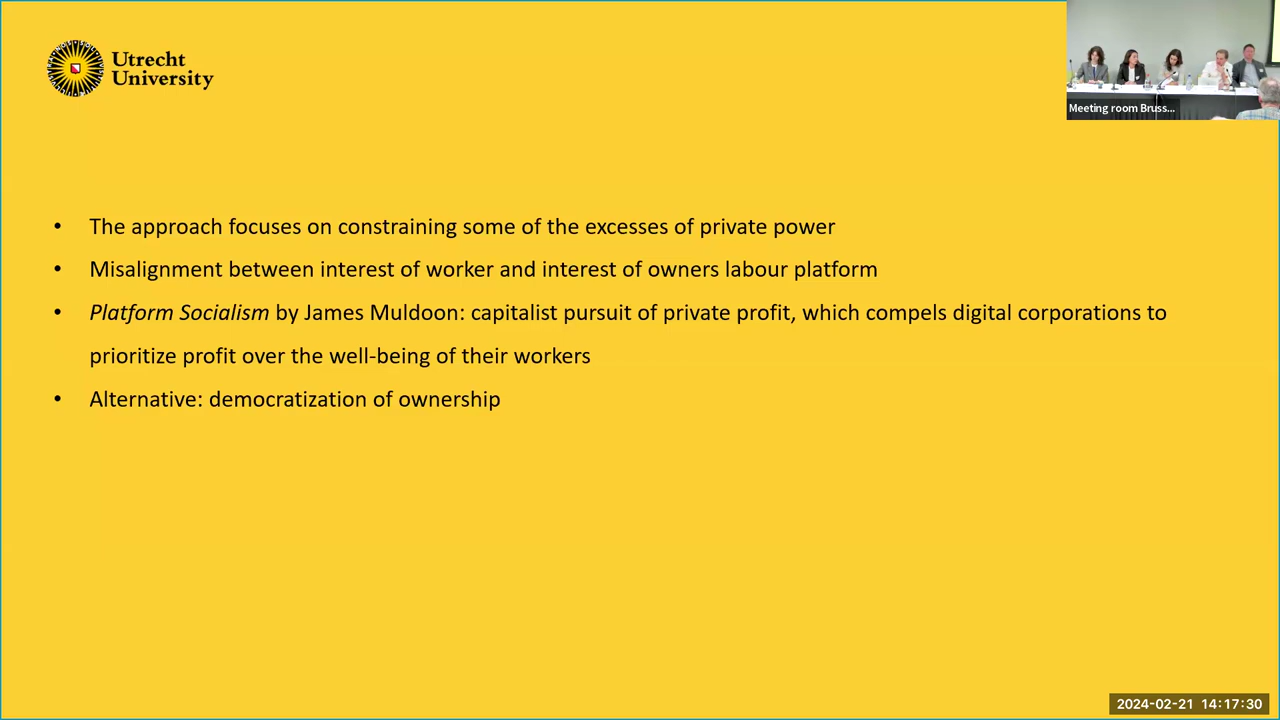 Utrecht
University
Meeting room Bruss...
• The approach focuses on constraining some of the excesses of private power
• Misalignment between interest of worker and interest of owners labour platform
• Platform Socialism by James Muldoon: capitalist pursuit of private profit, which compels digital corporations to
prioritize profit over the well-being of their workers
• Alternative: democratization of ownership
2024-02-21 14:17:30